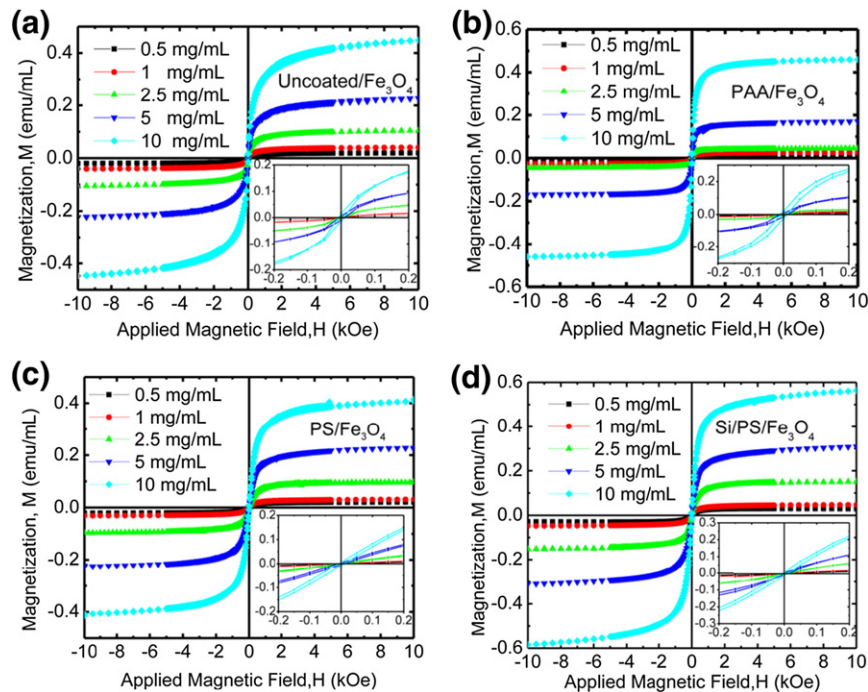 (a)
0.5 mg/mL
1 mg/mL
2.5 mg/mL
5 mg/mL
10 mg/mL
Uncoated/Fe₃O₄
Magnetization,M (emu/mL)
0.4
0.2
0.0
-0.2
-0.4
-10 -8 -6 -4 -2 0 2 4 6 8 10
Applied Magnetic Field,H (kOe)
0.2
0.1
0.0
-0.1
-0.2
-0.2 -0.1 0.0 0.1 0.2
(b)
0.5 mg/mL
1 mg/mL
2.5 mg/mL
5 mg/mL
10 mg/mL
PAA/Fe₃O₄
Magnetization,M (emu/mL)
0.6
0.4
0.2
0.0
-0.2
-0.4
-0.6
-10 -8 -6 -4 -2 0 2 4 6 8 10
Applied Magnetic Field,H (kOe)
0.2
0.1
0.0
-0.1
-0.2
-0.2 -0.1 0.0 0.1 0.2
(c)
0.5 mg/mL
1 mg/mL
2.5 mg/mL
5 mg/mL
10 mg/mL
PS/Fe₃O₄
Magnetization, M (emu/mL)
0.4
0.2
0.0
-0.2
-0.4
-10 -8 -6 -4 -2 0 2 4 6 8 10
Applied Magnetic Field,H (kOe)
0.2
0.1
0.0
-0.1
-0.2
-0.2 -0.1 0.0 0.1 0.2
(d)
0.5 mg/mL
1 mg/mL
2.5 mg/mL
5 mg/mL
10 mg/mL
Si/PS/Fe₃O₄
Magnetization,M (emu/mL)
0.6
0.4
0.2
0.0
-0.2
-0.4
-0.6
-10 -8 -6 -4 -2 0 2 4 6 8 10
Applied Magnetic Field,H (kOe)
0.3
0.2
0.1
0.0
-0.1
-0.2
-0.3
-0.2 -0.1 0.0 0.1 0.2